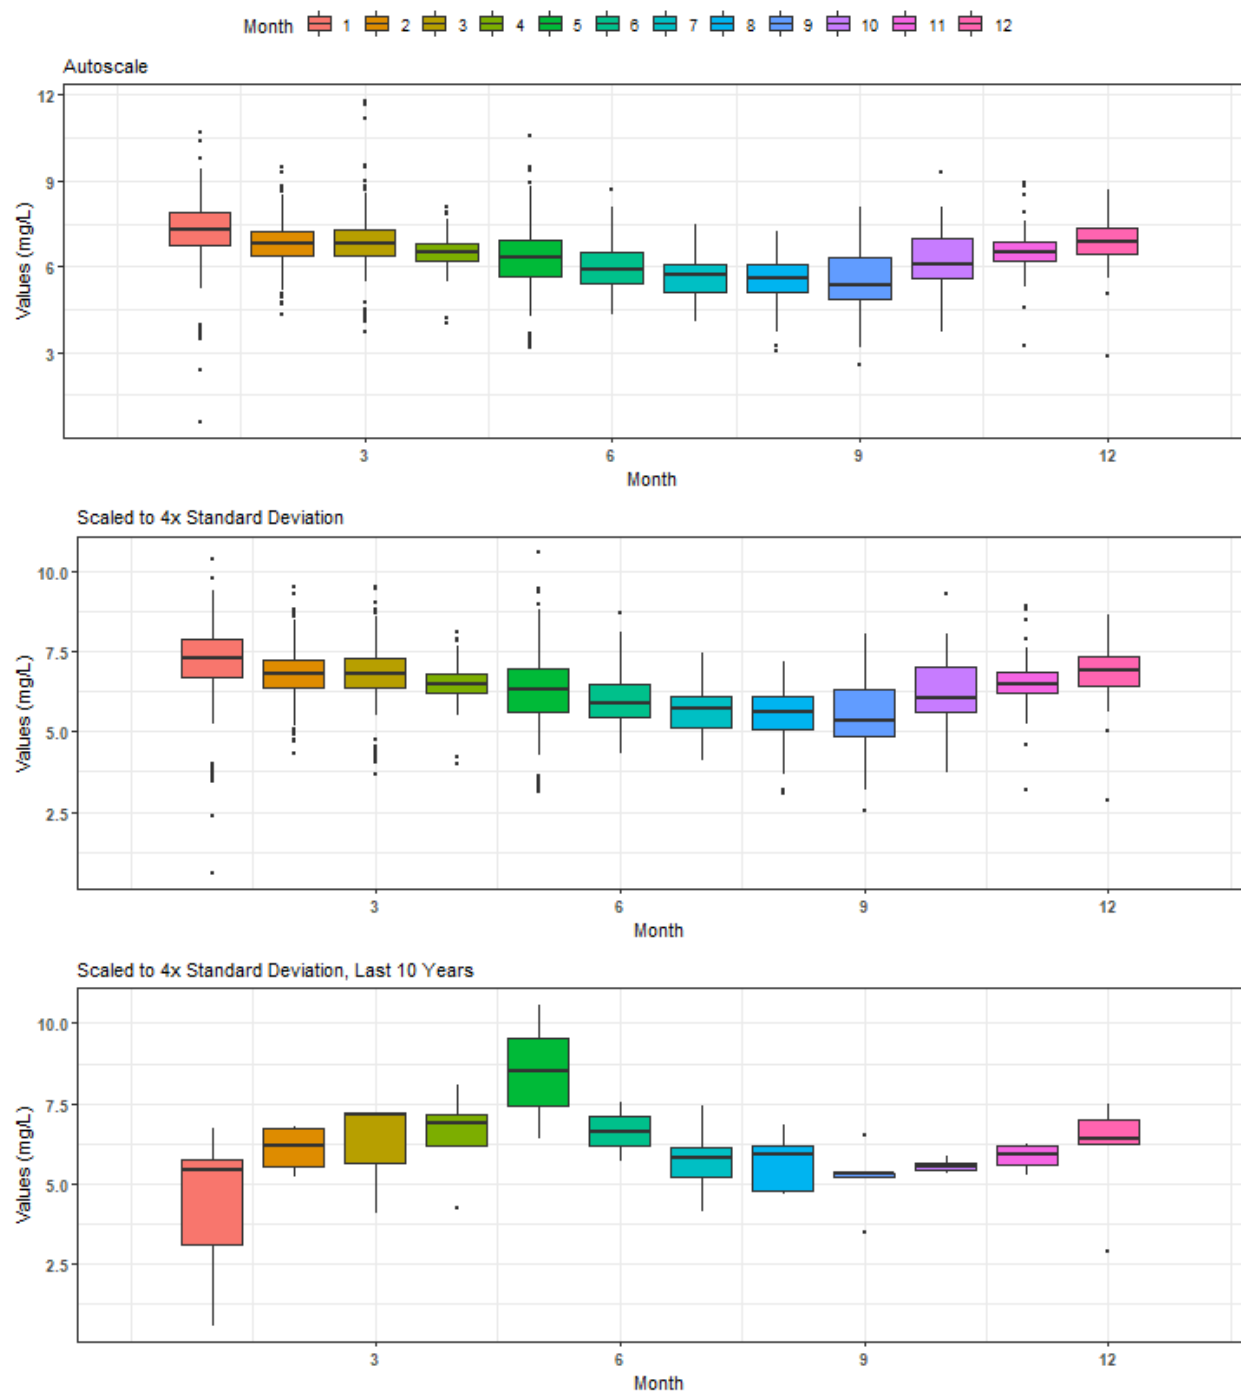 Month 1 2 3 4 5 6 7 8 9 10 11 12
Autoscale
12
9
6
3
Values (mg/L)
3 6 9 12
Month
Scaled to 4x Standard Deviation
10.0
7.5
5.0
2.5
Values (mg/L)
3 6 9 12
Month
Scaled to 4x Standard Deviation, Last 10 Years
10.0
7.5
5.0
2.5
Values (mg/L)
3 6 9 12
Month